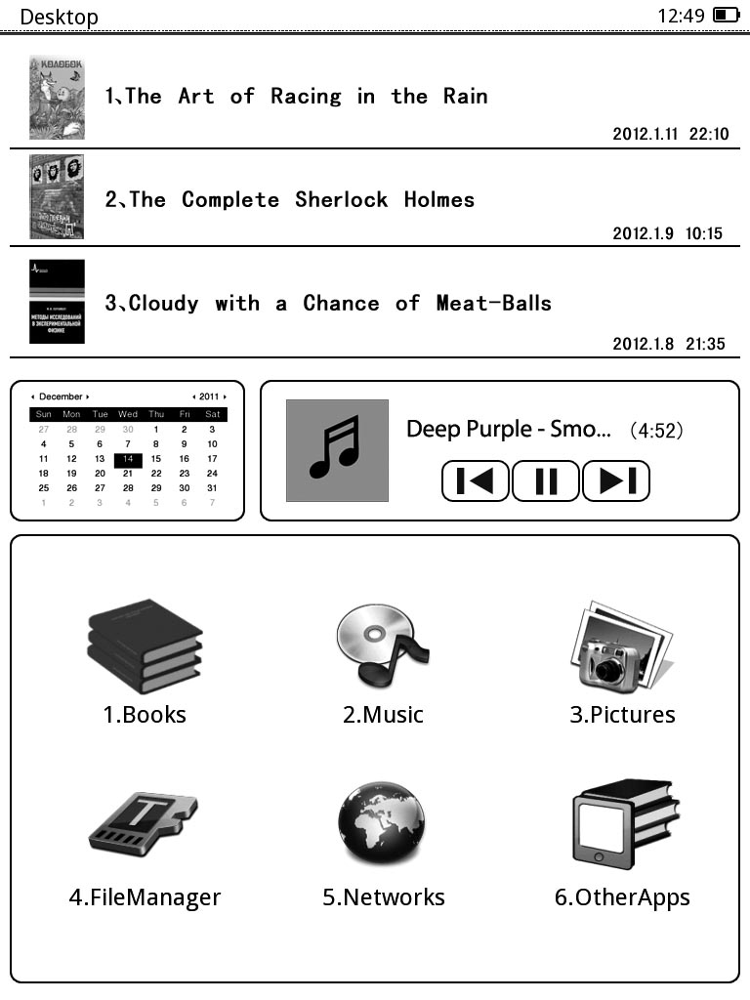 Desktop
12:49
КОЛОБОК
1、The Art of Racing in the Rain
2012.1.11 22:10
2、The Complete Sherlock Holmes
2012.1.9 10:15
МЕТОДЫ ИССЛЕДОВАНИЙ
В ЭКСПЕРИМЕНТАЛЬНОЙ
ФИЗИКЕ
3、Cloudy with a Chance of Meat-Balls
2012.1.8 21:35
December 2011
Sun Mon Tue Wed Thu Fri Sat
27 28 29 30 1 2 3
4 5 6 7 8 9 10
11 12 13 14 15 16 17
18 19 20 21 22 23 24
25 26 27 28 29 30 31
1 2 3 4 5 6 7
Deep Purple - Smo... (4:52)
1.Books
2.Music
3.Pictures
T
4.FileManager
5.Networks
6.OtherApps